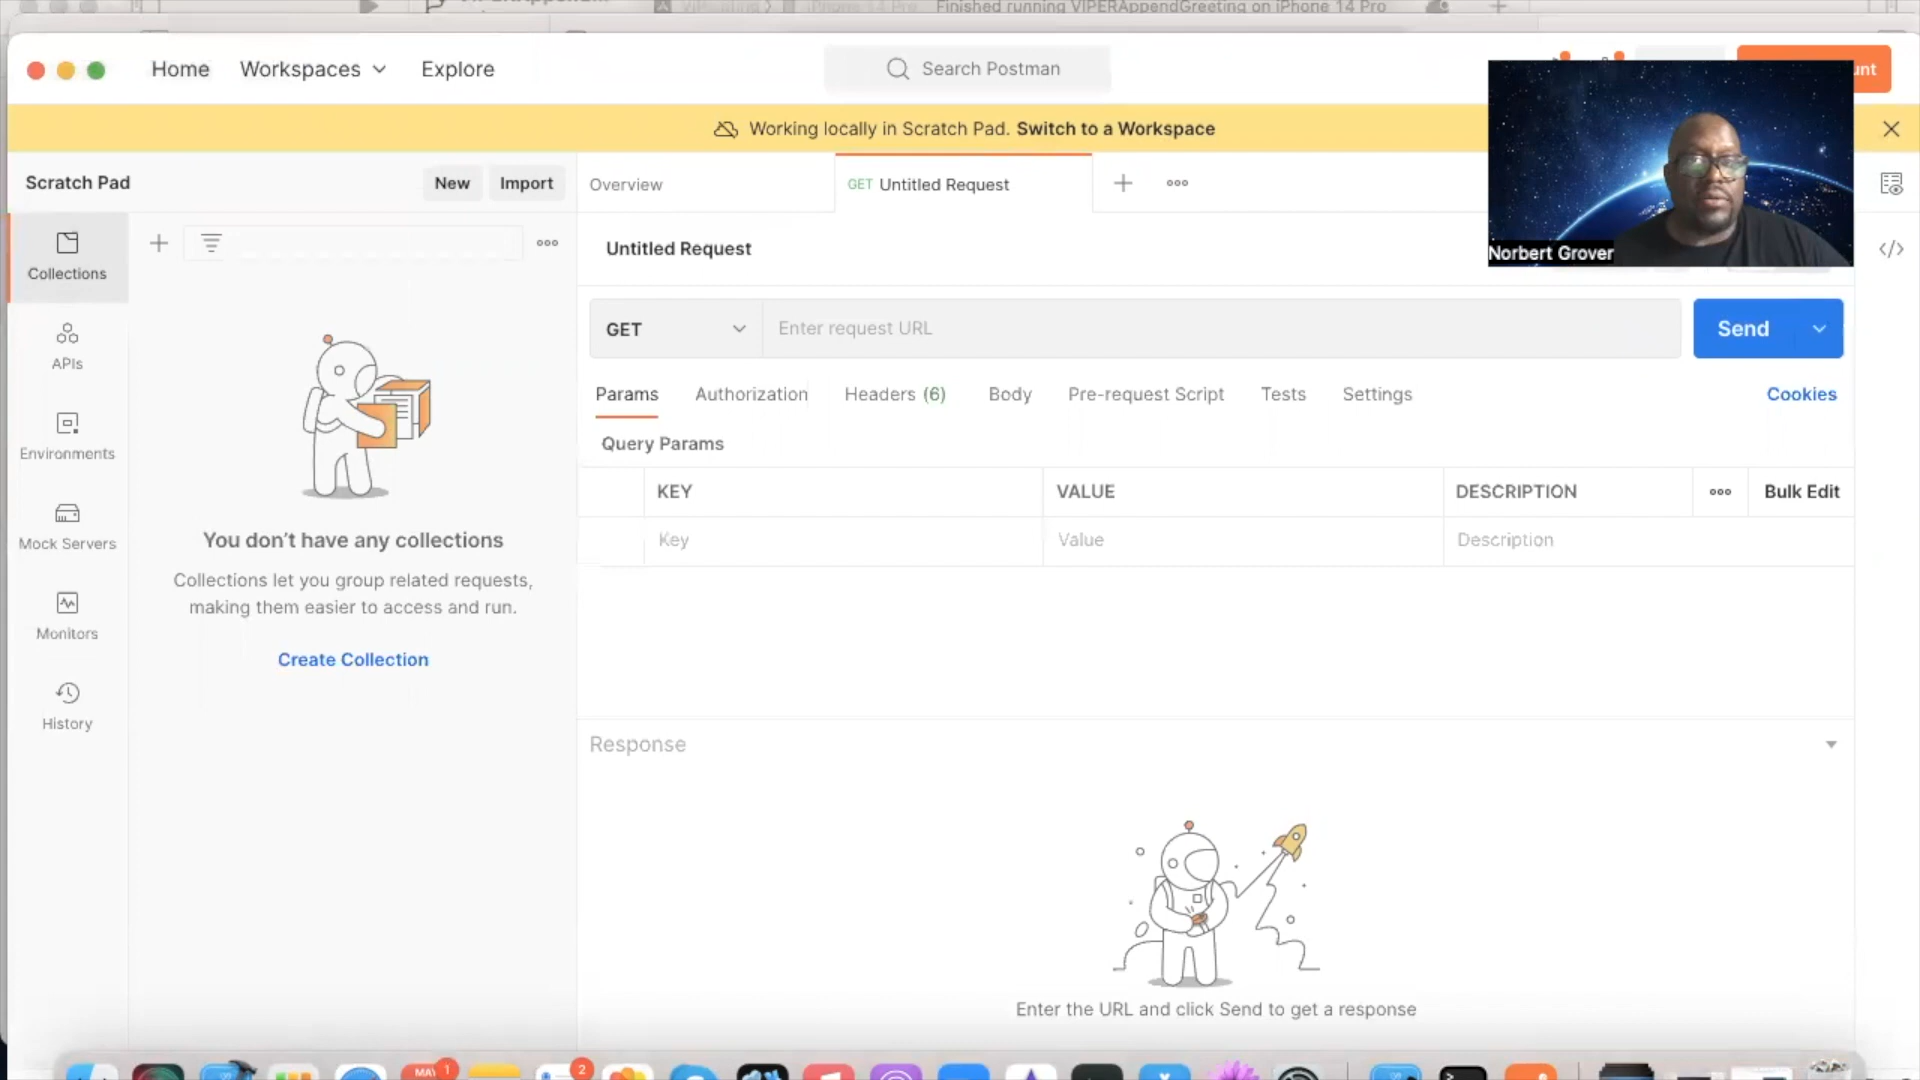 Finished running VIPERAppendGreeting on iPhone 14 Pro
Home
Workspaces
Explore
Search Postman
Working locally in Scratch Pad. Switch to a Workspace
Scratch Pad
New
Import
Overview
GET Untitled Request
Norbert Grover
Untitled Request
Collections
GET
Enter request URL
Send
APIs
Params
Authorization
Headers (6)
Body
Pre-request Script
Tests
Settings
Cookies
Environments
Query Params
KEY
VALUE
DESCRIPTION
Bulk Edit
Key
Value
Description
Mock Servers
You don’t have any collections
Collections let you group related requests,
making them easier to access and run.
Create Collection
Monitors
History
Response
Enter the URL and click Send to get a response
MAY
1
2